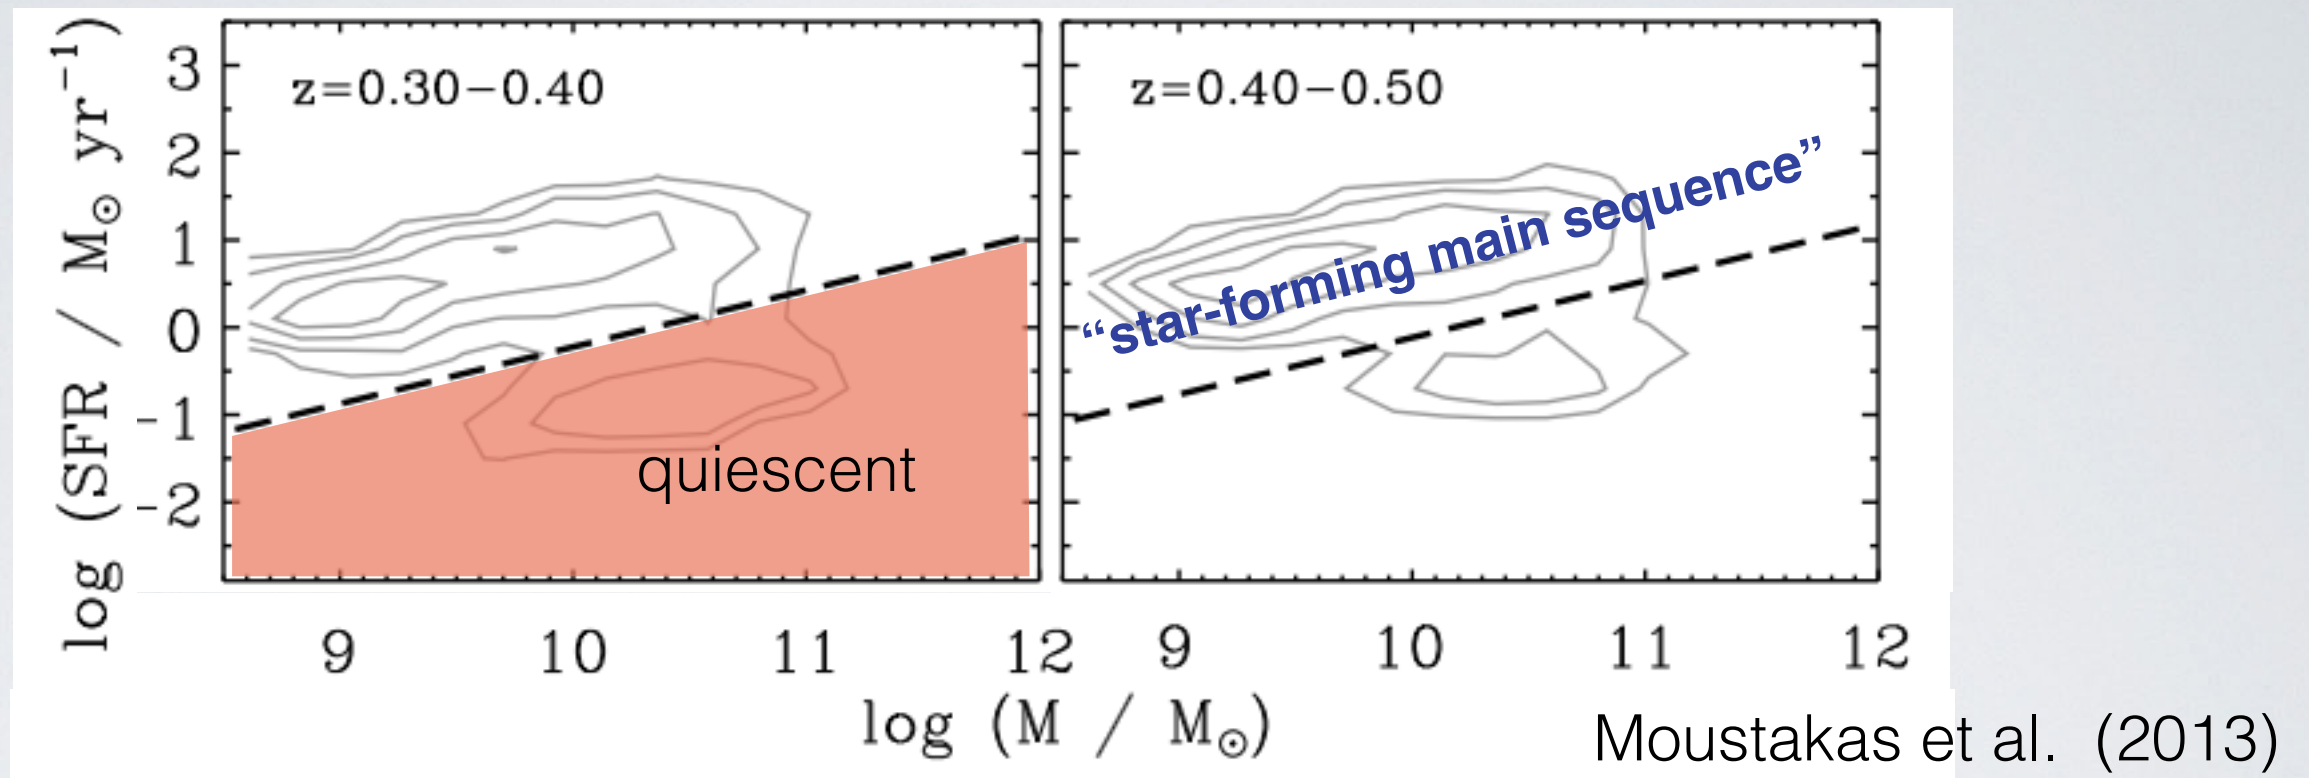 log (SFR / M⊙ yr⁻¹)
3
2
1
0
-1
-2
z=0.30−0.40
quiescent
z=0.40−0.50
“star-forming main sequence”
9 10 11 12 9 10 11 12
log (M / M⊙)
Moustakas et al. (2013)